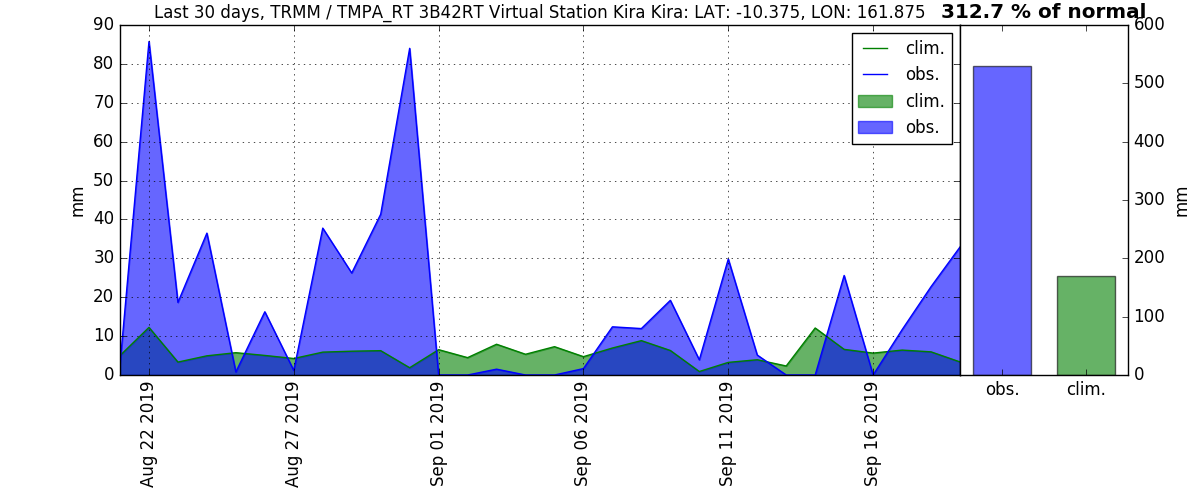 Last 30 days, TRMM / TMPA_RT 3B42RT Virtual Station Kira Kira: LAT: -10.375, LON: 161.875 312.7 % of normal
90
80
70
60
50
40
30
20
10
0
mm
clim.
obs.
clim.
obs.
Aug 22 2019
Aug 27 2019
Sep 01 2019
Sep 06 2019
Sep 11 2019
Sep 16 2019
600
500
400
300
200
100
0
mm
obs. clim.